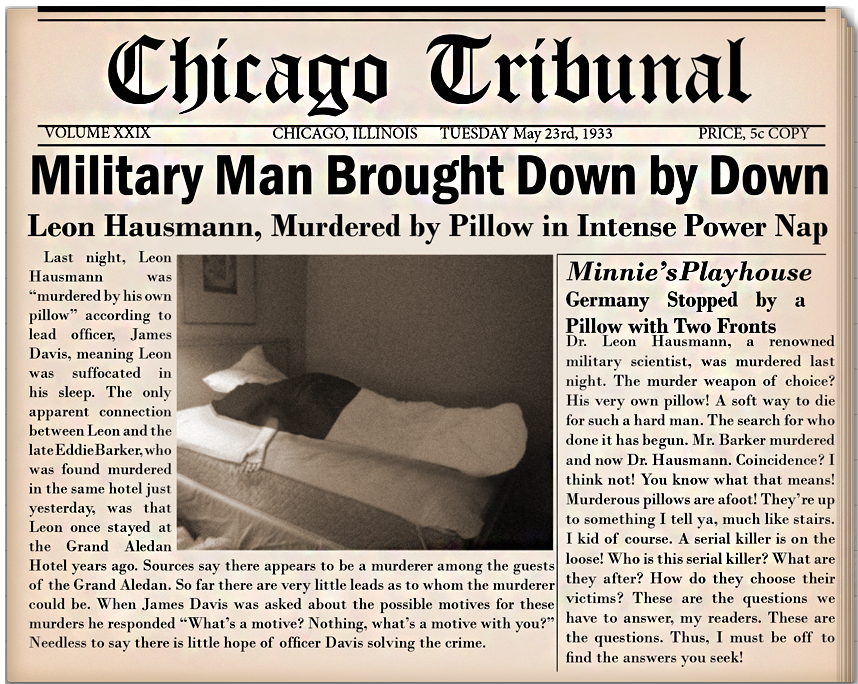 Chicago Tribunal
VOLUME XXIX CHICAGO, ILLINOIS TUESDAY May 23rd, 1933 PRICE, 5c COPY
Military Man Brought Down by Down
Leon Hausmann, Murdered by Pillow in Intense Power Nap
Last night, Leon
Hausmann was
“murdered by his own
pillow” according to
lead officer, James
Davis, meaning Leon
was suffocated in
his sleep. The only
apparent connection
between Leon and the
late Eddie Barker, who
was found murdered
in the same hotel just
yesterday, was that
Leon once stayed at
the Grand Aledan
Hotel years ago. Sources say there appears to be a murderer among the guests
of the Grand Aledan. So far there are very little leads as to whom the murderer
could be. When James Davis was asked about the possible motives for these
murders he responded “What’s a motive? Nothing, what’s a motive with you?”
Needless to say there is little hope of officer Davis solving the crime.
Minnie’s Playhouse
Germany Stopped by a
Pillow with Two Fronts
Dr. Leon Hausmann, a renowned
military scientist, was murdered last
night. The murder weapon of choice?
His very own pillow! A soft way to die
for such a hard man. The search for who
done it has begun. Mr. Barker murdered
and now Dr. Hausmann. Coincidence? I
think not! You know what that means!
Murderous pillows are afoot! They’re up
to something I tell ya, much like stairs.
I kid of course. A serial killer is on the
loose! Who is this serial killer? What are
they after? How do they choose their
victims? These are the questions we
have to answer, my readers. These are
the questions. Thus, I must be off to
find the answers you seek!